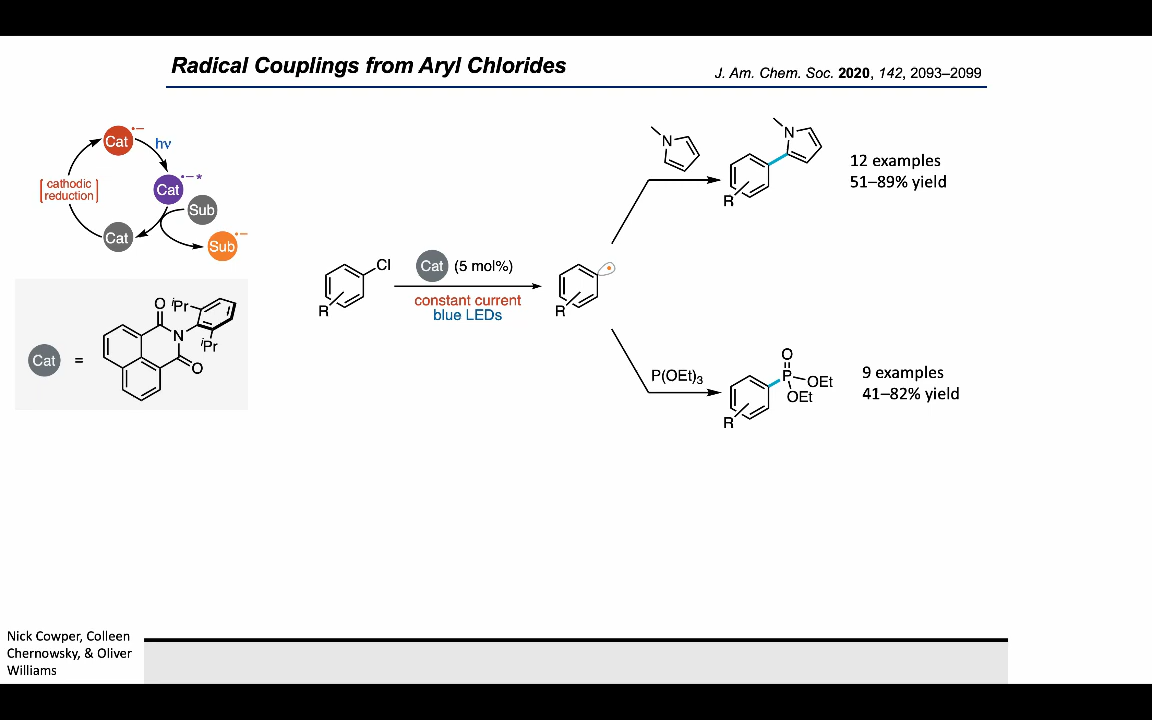 Radical Couplings from Aryl Chlorides
J. Am. Chem. Soc. 2020, 142, 2093–2099
Cat •–
hν
cathodic
reduction
Cat •– *
Sub
Cat
Sub •–
Cat =
O
iPr
N
iPr
O
Cl
R
Cat (5 mol%)
constant current
blue LEDs
R
N
N
R
12 examples
51–89% yield
P(OEt)3
O
P
OEt
OEt
R
9 examples
41–82% yield
Nick Cowper, Colleen
Chernowsky, & Oliver
Williams